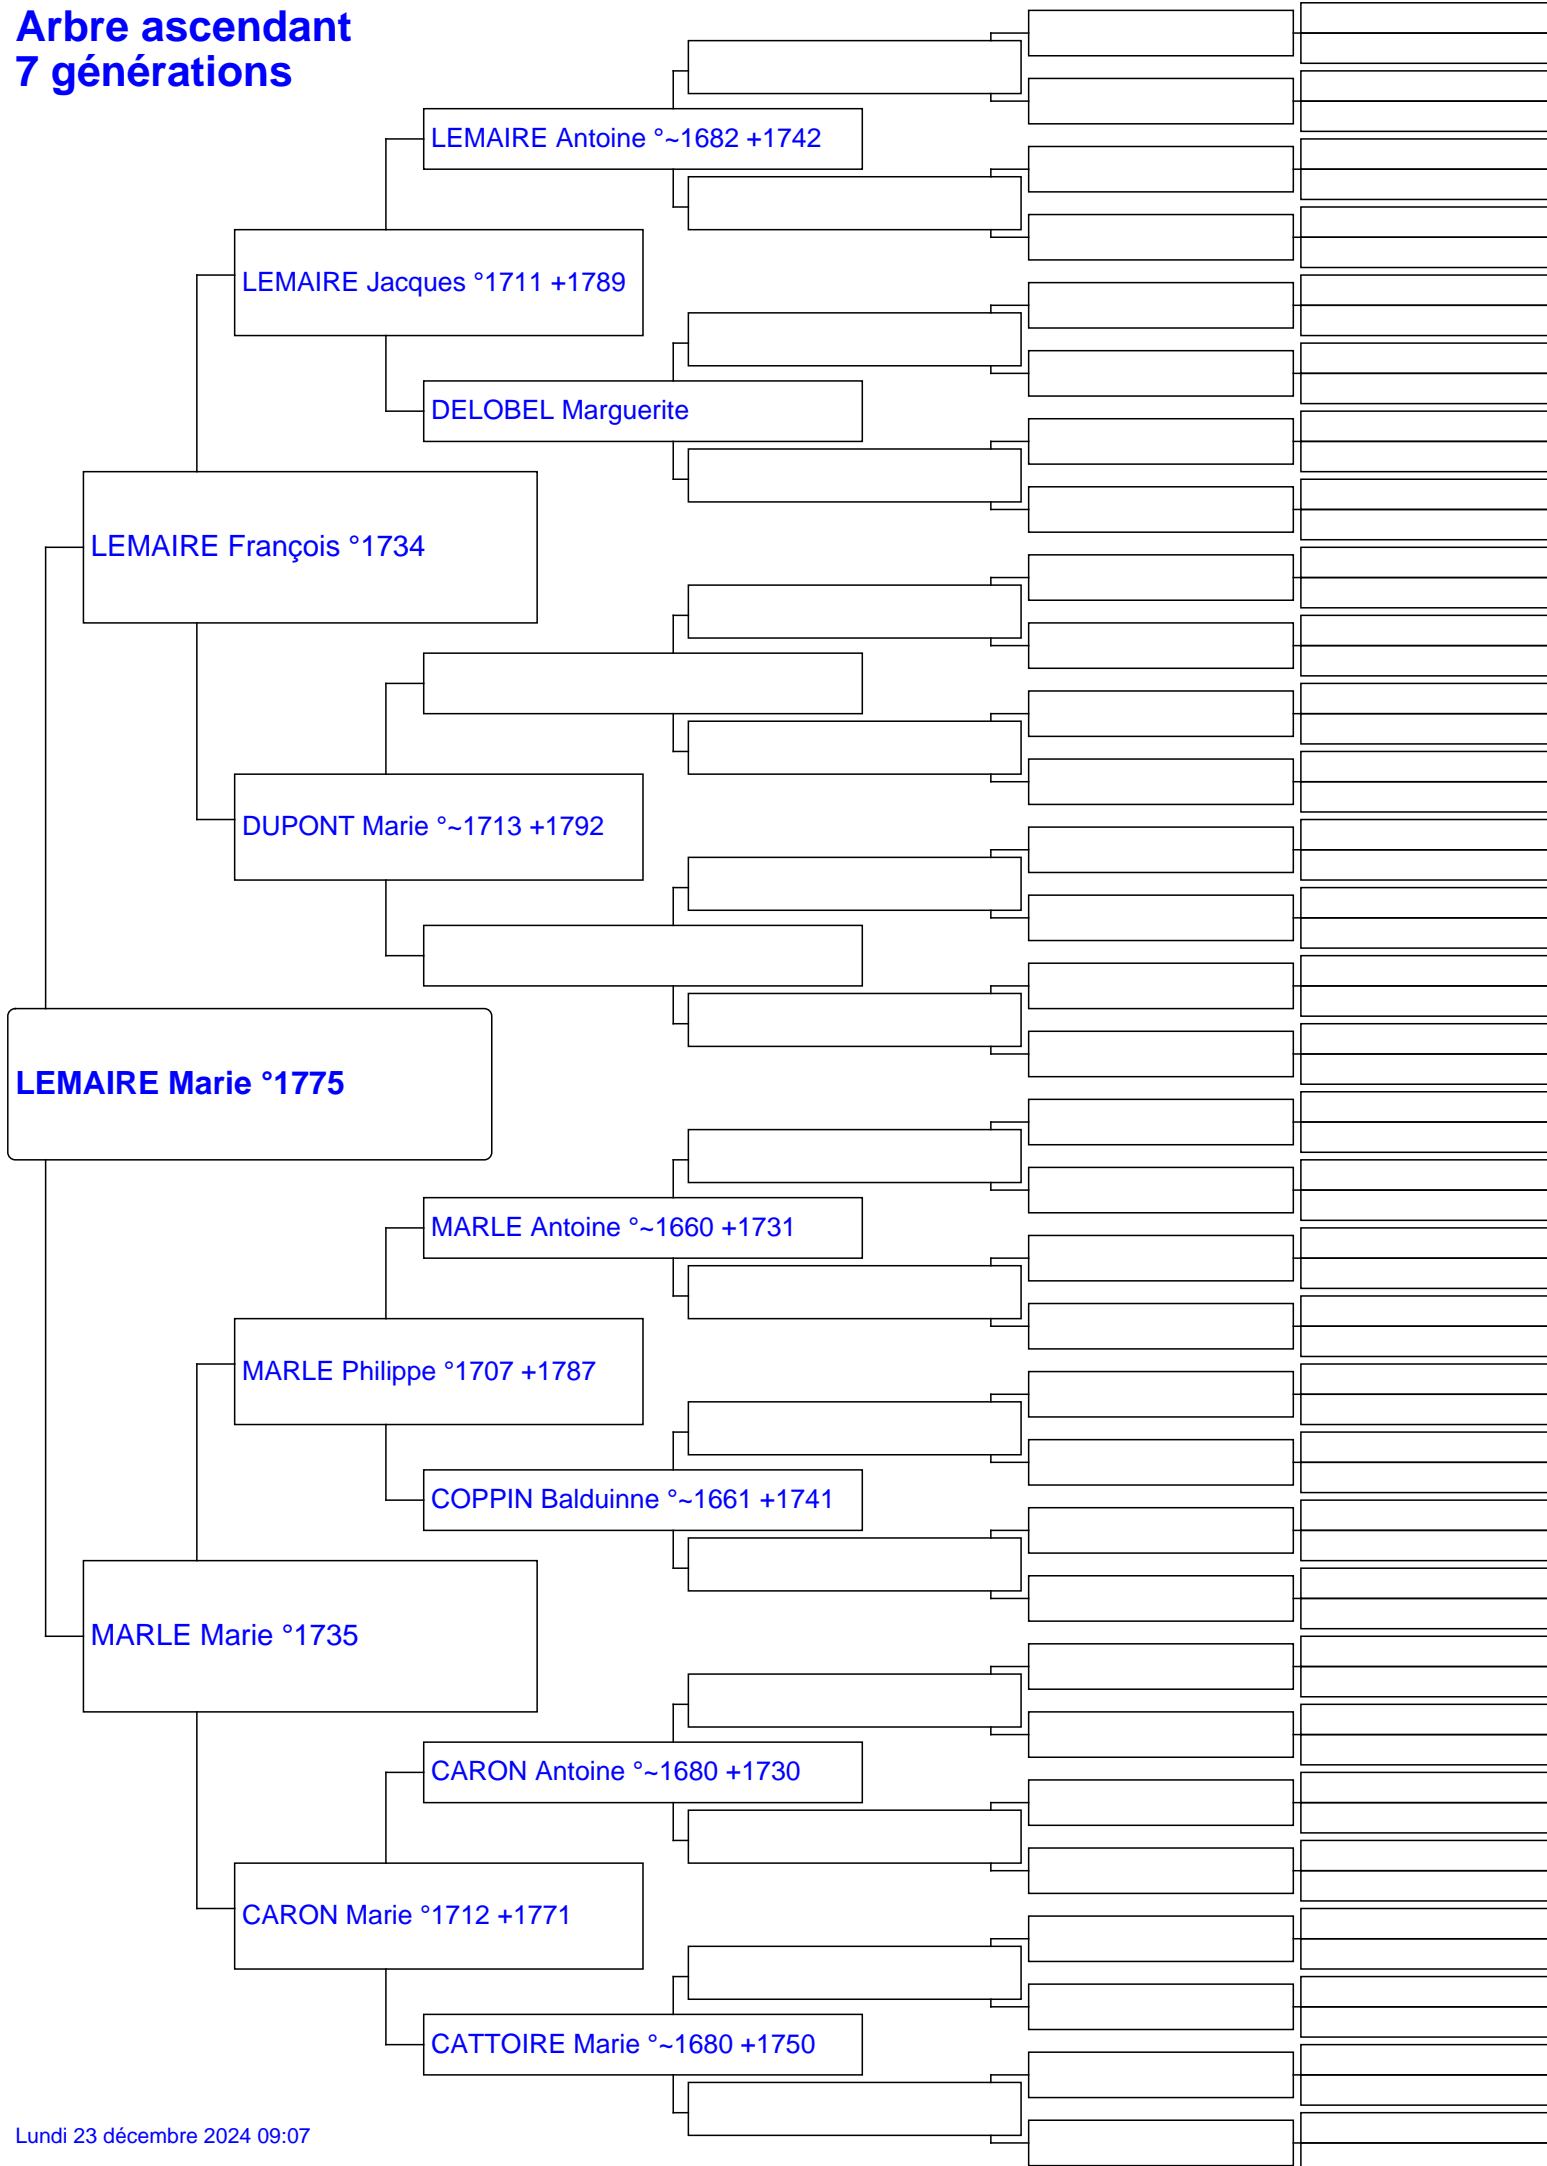 Arbre ascendant
7 générations
LEMAIRE Antoine °~1682 +1742
LEMAIRE Jacques °1711 +1789
DELOBEL Marguerite
LEMAIRE François °1734
DUPONT Marie °~1713 +1792
LEMAIRE Marie °1775
MARLE Antoine °~1660 +1731
MARLE Philippe °1707 +1787
COPPIN Balduinne °~1661 +1741
MARLE Marie °1735
CARON Antoine °~1680 +1730
CARON Marie °1712 +1771
CATTOIRE Marie °~1680 +1750
Lundi 23 décembre 2024 09:07